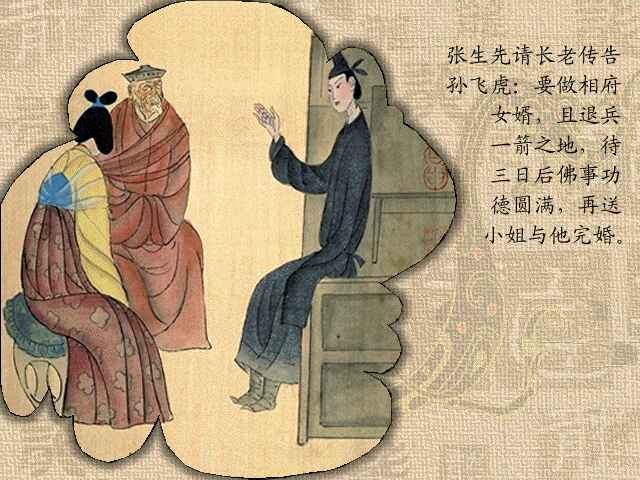 张生先请长老传告
孙飞虎：要做相府
女婿，且退兵
一箭之地，待
三日后佛事功
德圆满，再送
小姐与他完婚。